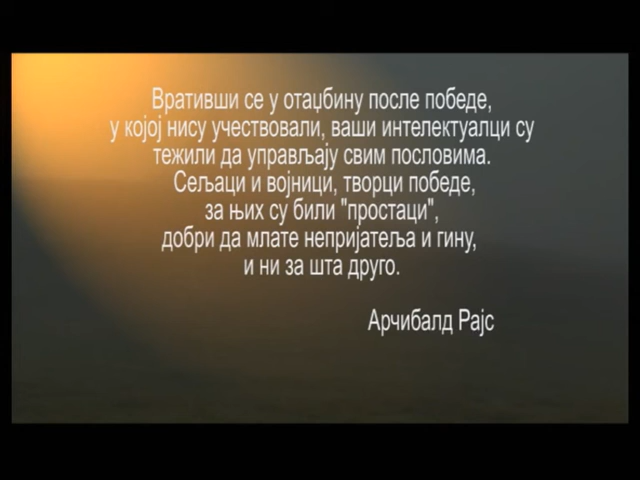 Вративши се у отаџбину после победе,
у којој нису учествовали, ваши интелектуалци су
тежили да управљају свим пословима.
Сељаци и војници, творци победе,
за њих су били "простаци",
добри да млате непријатеља и гину,
и ни за шта друго.
Арчибалд Рајс